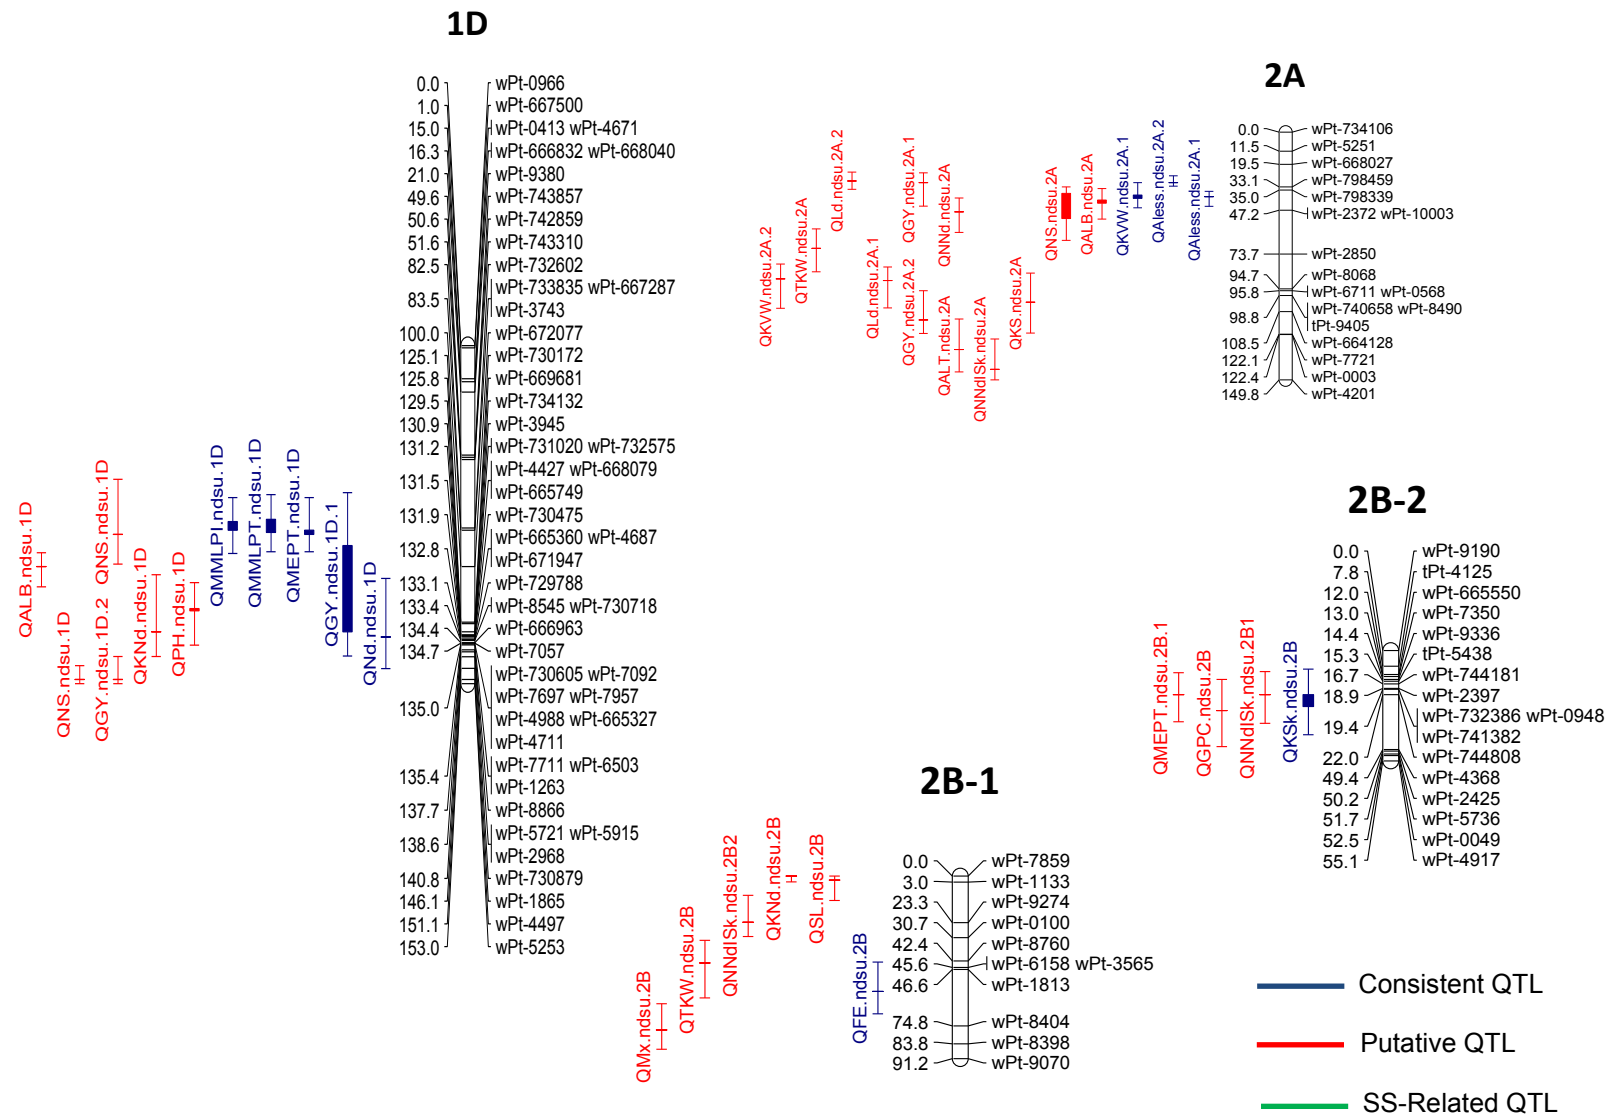 1D
0.0 wPt-0966
1.0 wPt-667500
15.0 wPt-0413 wPt-4671
16.3 wPt-666832 wPt-668040
21.0 wPt-9380
49.6 wPt-743857
50.6 wPt-742859
51.6 wPt-743310
82.5 wPt-732602
wPt-733835 wPt-667287
83.5 wPt-3743
100.0 wPt-672077
125.1 wPt-730172
125.8 wPt-669681
129.5 wPt-734132
130.9 wPt-3945
131.2 wPt-731020 wPt-732575
wPt-4427 wPt-668079
131.5 wPt-665749
131.9 wPt-730475
wPt-665360 wPt-4687
132.8 wPt-671947
133.1 wPt-729788
133.4 wPt-8545 wPt-730718
134.4 wPt-666963
134.7 wPt-7057
wPt-730605 wPt-7092
wPt-7697 wPt-7957
135.0 wPt-4988 wPt-665327
wPt-4711
wPt-7711 wPt-6503
135.4 wPt-1263
137.7 wPt-8866
wPt-5721 wPt-5915
138.6 wPt-2968
140.8 wPt-730879
146.1 wPt-1865
151.1 wPt-4497
153.0 wPt-5253
QALB.ndsu.1D
QNS.ndsu.1D
QGY.ndsu.1D.2
QNS.ndsu.1D
QKNd.ndsu.1D
QPH.ndsu.1D
QMMLPI.ndsu.1D
QMMLPT.ndsu.1D
QMEPT.ndsu.1D
QGY.ndsu.1D.1
QNd.ndsu.1D
2A
0.0 wPt-734106
11.5 wPt-5251
19.5 wPt-668027
33.1 wPt-798459
35.0 wPt-798339
47.2 wPt-2372 wPt-10003
73.7 wPt-2850
94.7 wPt-8068
95.8 wPt-6711 wPt-0568
wPt-740658 wPt-8490
98.8 tPt-9405
108.5 wPt-664128
122.1 wPt-7721
122.4 wPt-0003
149.8 wPt-4201
QKVW.ndsu.2A.2
QTKW.ndsu.2A
QLd.ndsu.2A.2
QLd.ndsu.2A.1
QGY.ndsu.2A.1
QGY.ndsu.2A.2
QNNd.ndsu.2A
QALT.ndsu.2A
QNNdlSk.ndsu.2A
QKS.ndsu.2A
QNS.ndsu.2A
QALB.ndsu.2A
QKVW.ndsu.2A.1
QAless.ndsu.2A.2
QAless.ndsu.2A.1
2B-2
0.0 wPt-9190
7.8 tPt-4125
12.0 wPt-665550
13.0 wPt-7350
14.4 wPt-9336
15.3 tPt-5438
16.7 wPt-744181
18.9 wPt-2397
wPt-732386 wPt-0948
19.4 wPt-741382
22.0 wPt-744808
49.4 wPt-4368
50.2 wPt-2425
51.7 wPt-5736
52.5 wPt-0049
55.1 wPt-4917
QMEPT.ndsu.2B.1
QGPC.ndsu.2B
QNNdlSk.ndsu.2B1
QKSk.ndsu.2B
2B-1
0.0 wPt-7859
3.0 wPt-1133
23.3 wPt-9274
30.7 wPt-0100
42.4 wPt-8760
45.6 wPt-6158 wPt-3565
46.6 wPt-1813
74.8 wPt-8404
83.8 wPt-8398
91.2 wPt-9070
QMx.ndsu.2B
QTKW.ndsu.2B
QNNdlSk.ndsu.2B2
QKNd.ndsu.2B
QSL.ndsu.2B
QFE.ndsu.2B
Consistent QTL
Putative QTL
SS-Related QTL